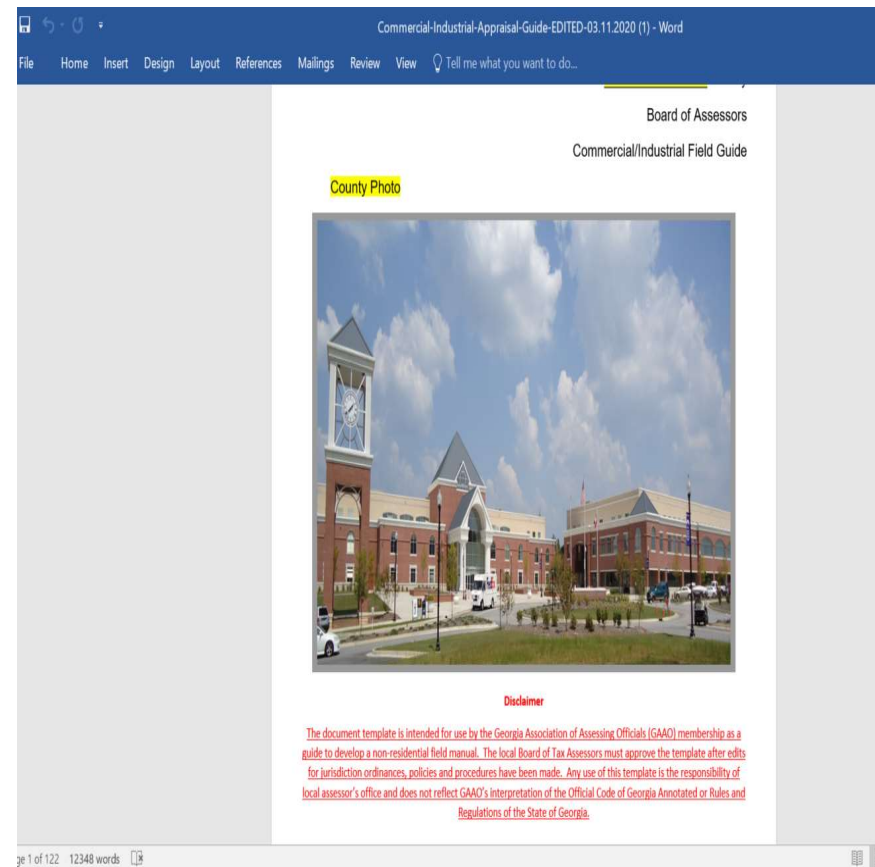 Commercial-Industrial-Appraisal-Guide-EDITED-03.11.2020 (1) - Word
File Home Insert Design Layout References Mailings Review View Tell me what you want to do...
Board of Assessors
Commercial/Industrial Field Guide
County Photo
Disclaimer
The document template is intended for use by the Georgia Association of Assessing Officials (GAAO) membership as a
guide to develop a non-residential field manual.  The local Board of Tax Assessors must approve the template after edits
for jurisdiction ordinances, policies and procedures have been made.  Any use of this template is the responsibility of
local assessor's office and does not reflect GAAO's interpretation of the Official Code of Georgia Annotated or Rules and
Regulations of the State of Georgia.
ge 1 of 122 12348 words